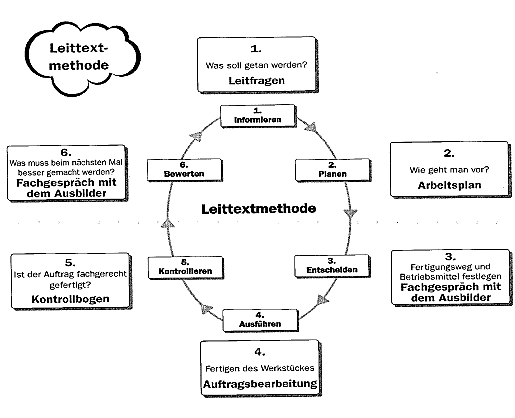 Leittext-
methode
1.
Was soll getan werden?
Leitfragen
1.
Informieren
2.
Planen
2.
Wie geht man vor?
Arbeitsplan
3.
Entscheiden
3.
Fertigungsweg und
Betriebsmittel festlegen
Fachgespräch mit
dem Ausbilder
4.
Ausführen
4.
Fertigen des Werkstückes
Auftragsbearbeitung
5.
Kontrollieren
5.
Ist der Auftrag fachgerecht
gefertigt?
Kontrollbogen
6.
Bewerten
6.
Was muss beim nächsten Mal
besser gemacht werden?
Fachgespräch mit
dem Ausbilder
Leittextmethode